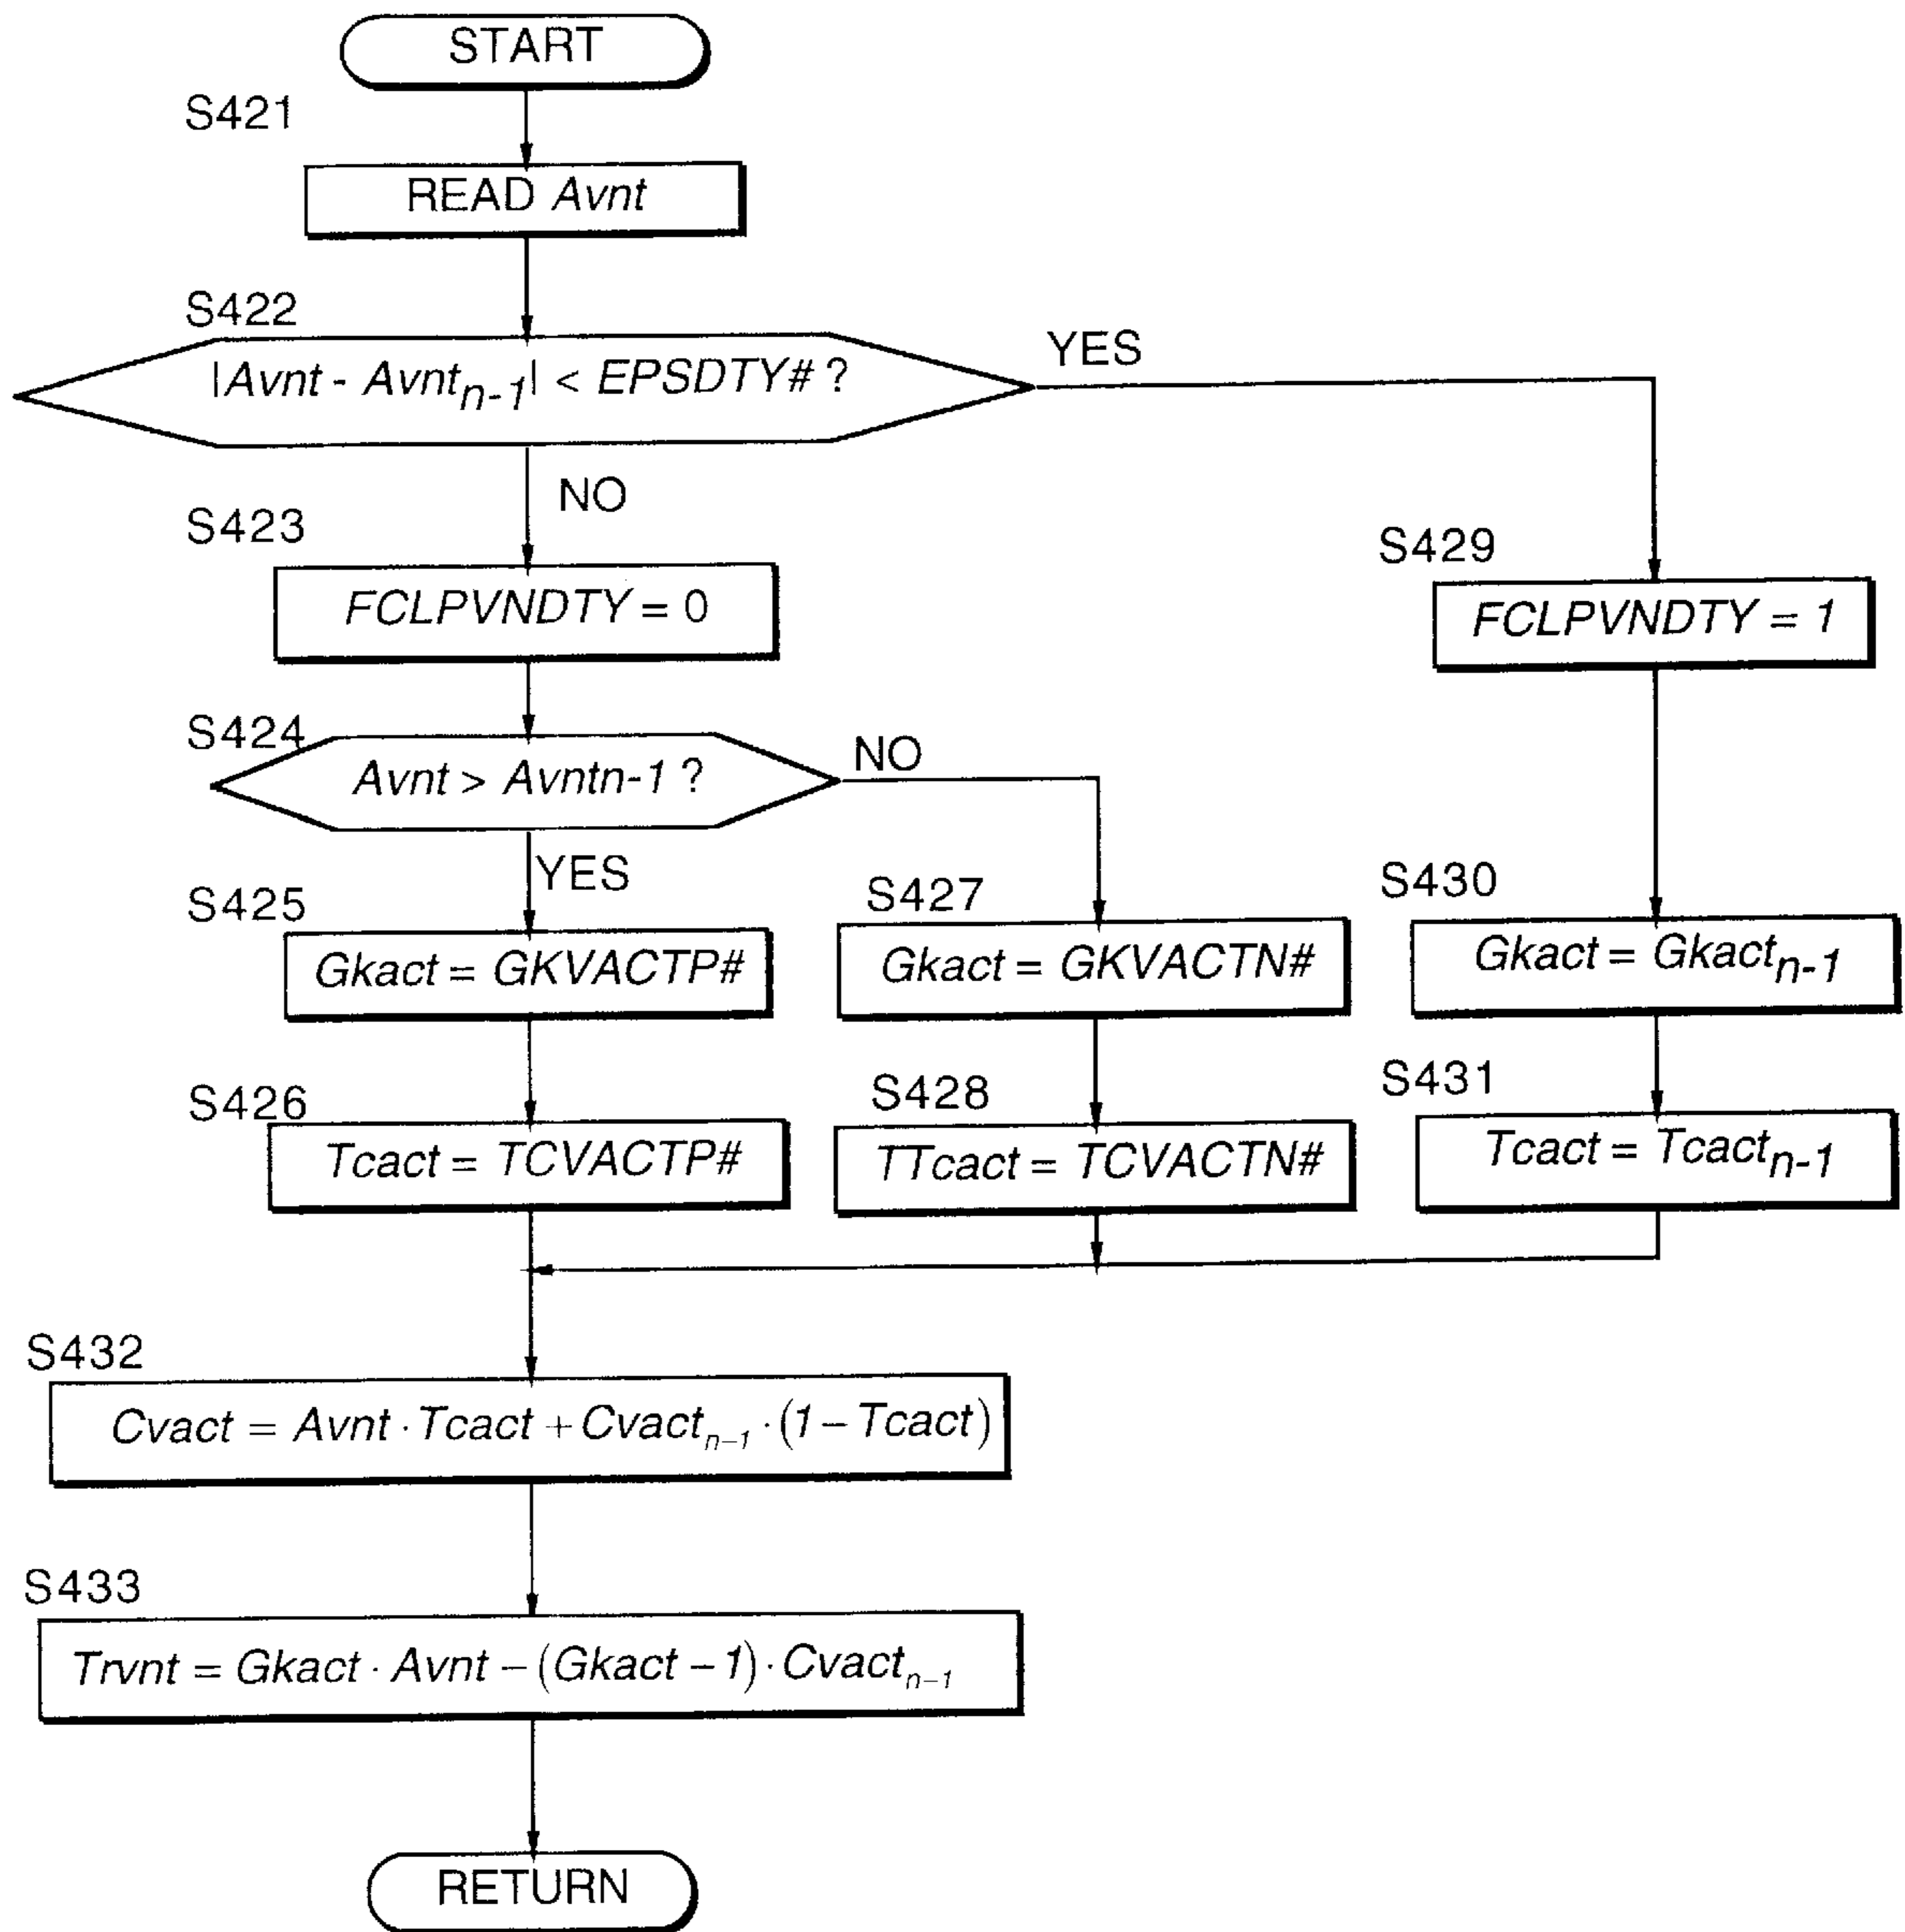 START
S421
READ Avnt
S422
|Avnt - Avntn-1| < EPSDTY# ?
YES
NO
S423
FCLPVNDTY = 0
S429
FCLPVNDTY = 1
S424
Avnt > Avntn-1 ?
NO
YES
S425
Gkact = GKVACTP#
S427
Gkact = GKVACTN#
S430
Gkact = Gkactn-1
S426
Tcact = TCVACTP#
S428
TTcact = TCVACTN#
S431
Tcact = Tcactn-1
S432
Cvact = Avnt · Tcact + Cvactn−1 · (1 − Tcact)
S433
Trvnt = Gkact · Avnt − (Gkact − 1) · Cvactn−1
RETURN